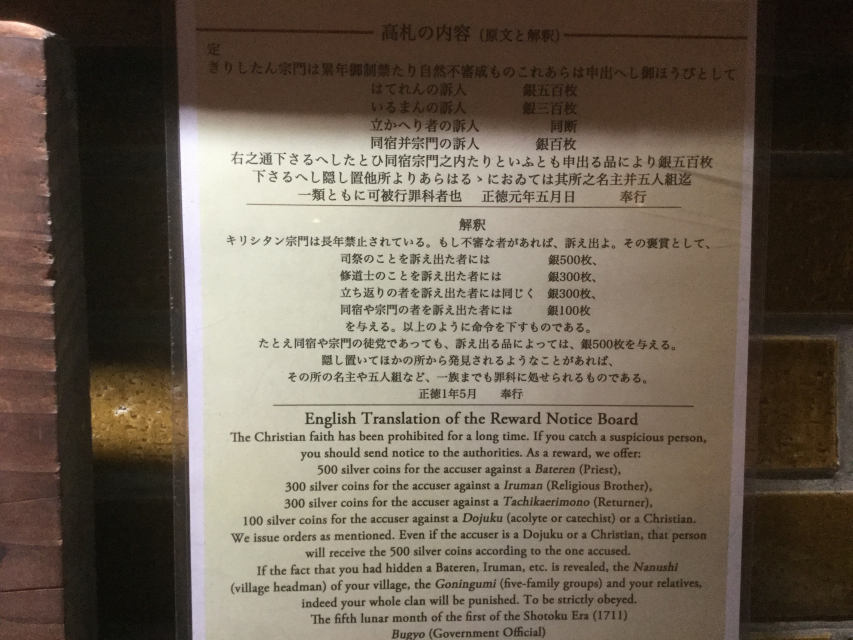 高札の内容（原文と解釈）
定
きりしたん宗門は累年御制禁たり自然不審成ものこれあらは申出へし御ほうびとして
はてれんの訴人 銀五百枚
いるまんの訴人 銀三百枚
立かへり者の訴人 同断
同宿并宗門の訴人 銀百枚
右之通下さるへしたとひ同宿宗門之内たりといふとも申出る品により銀五百枚
下さるへし隠し置他所よりあらはるゝにおゐては其所之名主并五人組迄
一類ともに可被行罪科者也 正徳元年五月日 奉行
解釈
キリシタン宗門は長年禁止されている。もし不審な者があれば、訴え出よ。その褒賞として、
司祭のことを訴え出た者には 銀500枚、
修道士のことを訴え出た者には 銀300枚、
立ち返りの者を訴え出た者には同じく 銀300枚、
同宿や宗門の者を訴え出た者には 銀100枚
を与える。以上のように命令を下すものである。
たとえ同宿や宗門の徒党であっても、訴え出る品によっては、銀500枚を与える。
隠し置いてほかの所から発見されるようなことがあれば、
その所の名主や五人組など、一族までも罪科に処せられるものである。
正徳1年5月 奉行
English Translation of the Reward Notice Board
The Christian faith has been prohibited for a long time. If you catch a suspicious person,
you should send notice to the authorities. As a reward, we offer:
500 silver coins for the accuser against a Bateren (Priest),
300 silver coins for the accuser against a Iruman (Religious Brother),
300 silver coins for the accuser against a Tachikaerimono (Returner),
100 silver coins for the accuser against a Dojuku (acolyte or catechist) or a Christian.
We issue orders as mentioned. Even if the accuser is a Dojuku or a Christian, that person
will receive the 500 silver coins according to the one accused.
If the fact that you had hidden a Bateren, Iruman, etc. is revealed, the Nanushi
(village headman) of your village, the Goningumi (five-family groups) and your relatives,
indeed your whole clan will be punished. To be strictly obeyed.
The fifth lunar month of the first of the Shotoku Era (1711)
Bugyo (Government Official)